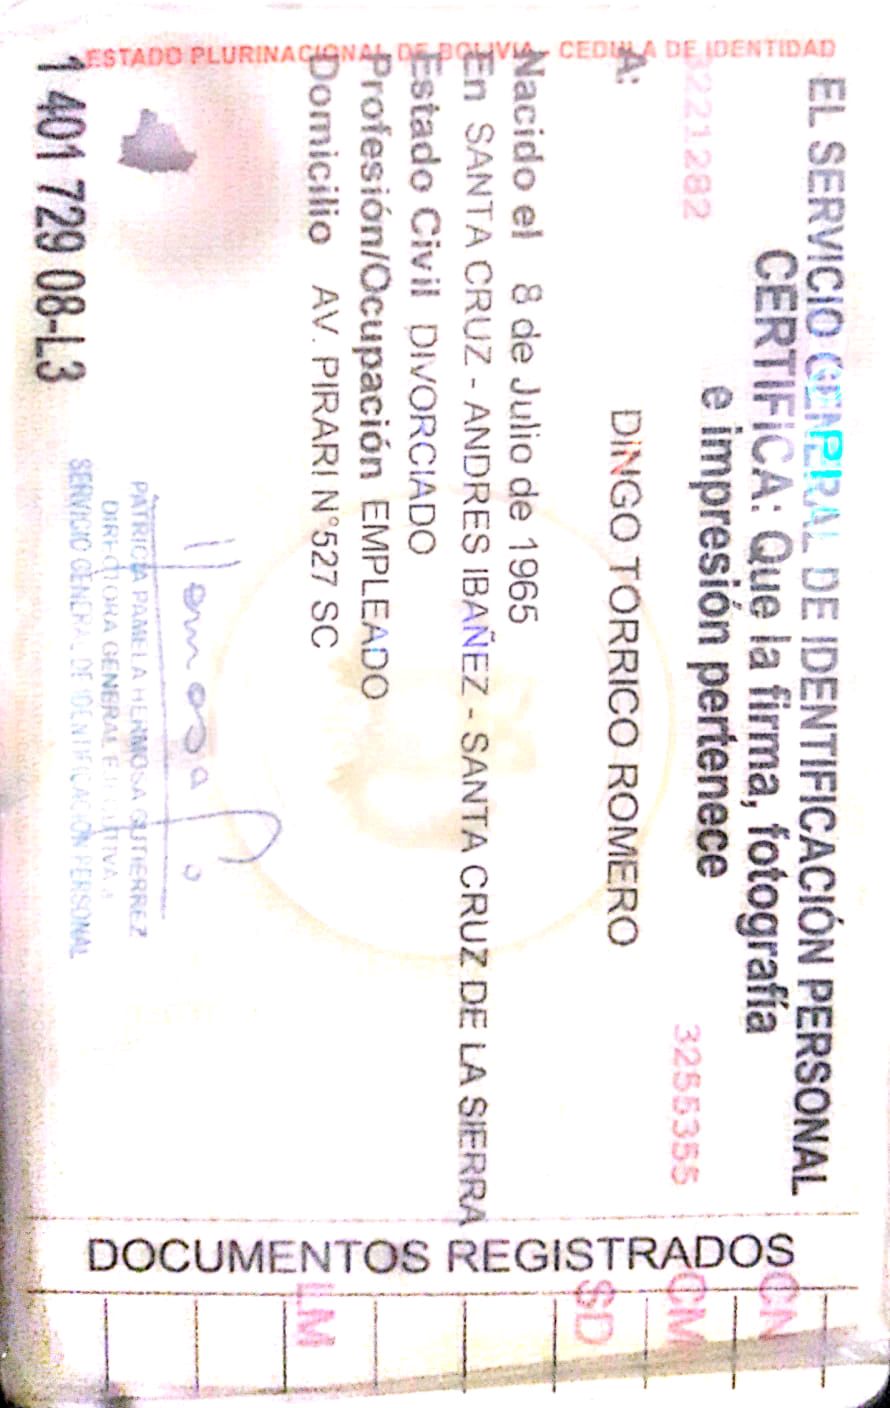 ESTADO PLURINACIONAL DE BOLIVIA - CEDULA DE IDENTIDAD
EL SERVICIO GENERAL DE IDENTIFICACIÓN PERSONAL
CERTIFICA: Que la firma, fotografía
e impresión pertenece
3221282
3255355
A: DINGO TORRICO ROMERO
Nacido el 8 de Julio de 1965
En SANTA CRUZ - ANDRES IBAÑEZ - SANTA CRUZ DE LA SIERRA
Estado Civil DIVORCIADO
Profesión/Ocupación EMPLEADO
Domicilio AV. PIRARI N°527 SC
PATRICIA PAMELA HERMOSA GUTIERREZ
DIRECTORA GENERAL EJECUTIVA
SERVICIO GENERAL DE IDENTIFICACION PERSONAL
1 401 729 08-L3
DOCUMENTOS REGISTRADOS
CN
CM
SD
LM